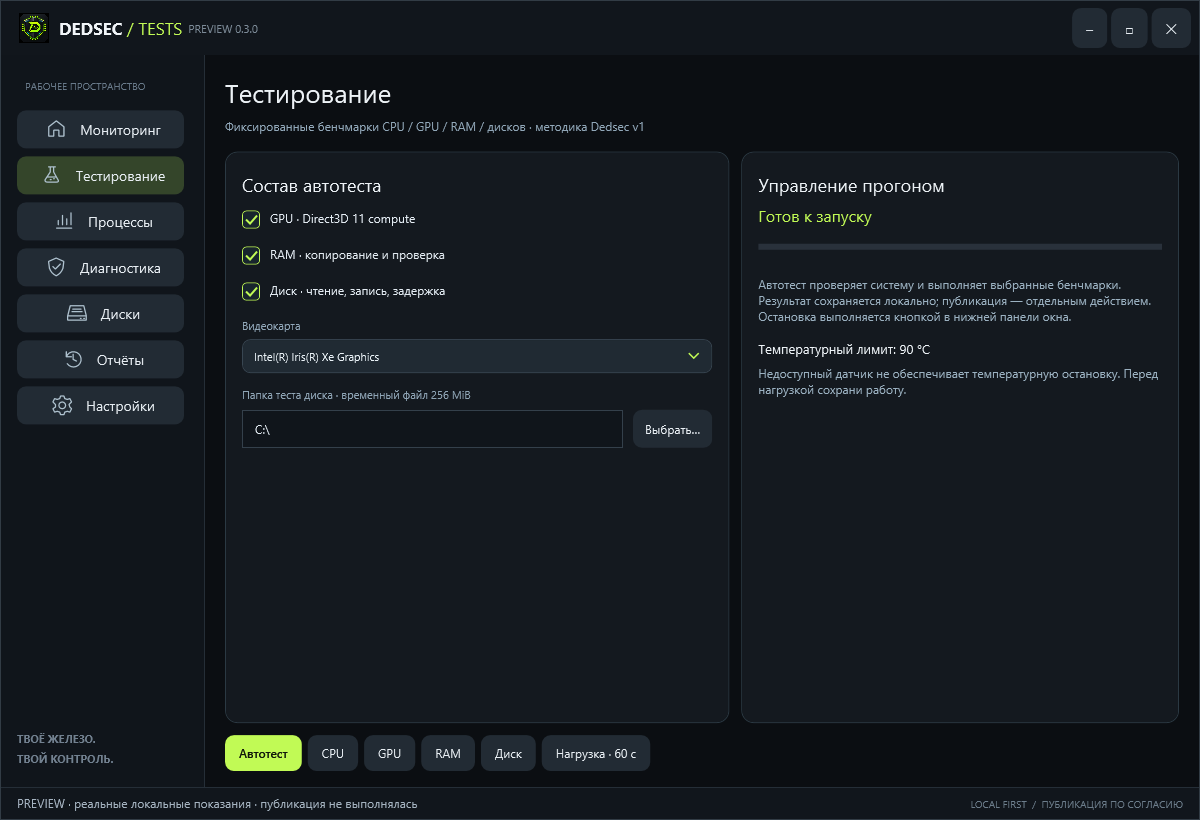 DEDSEC / TESTS PREVIEW 0.3.0
РАБОЧЕЕ ПРОСТРАНСТВО
Мониторинг
Тестирование
Процессы
Диагностика
Диски
Отчёты
Настройки
ТВОЁ ЖЕЛЕЗО.
ТВОЙ КОНТРОЛЬ.
Тестирование
Фиксированные бенчмарки CPU / GPU / RAM / дисков · методика Dedsec v1
Состав автотеста
GPU · Direct3D 11 compute
RAM · копирование и проверка
Диск · чтение, запись, задержка
Видеокарта
Intel(R) Iris(R) Xe Graphics
Папка теста диска · временный файл 256 MiB
C:\
Выбрать...
Управление прогоном
Готов к запуску
Автотест проверяет систему и выполняет выбранные бенчмарки.
Результат сохраняется локально; публикация — отдельным действием.
Остановка выполняется кнопкой в нижней панели окна.
Температурный лимит: 90 °C
Недоступный датчик не обеспечивает температурную остановку. Перед
нагрузкой сохрани работу.
Автотест
CPU
GPU
RAM
Диск
Нагрузка · 60 с
PREVIEW · реальные локальные показания · публикация не выполнялась
LOCAL FIRST / ПУБЛИКАЦИЯ ПО СОГЛАСИЮ